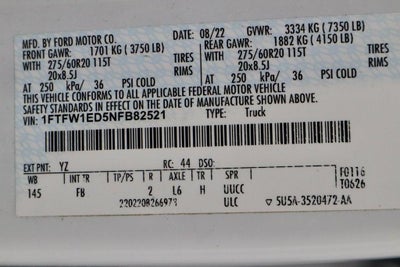 MFD. BY FORD MOTOR CO. 08/22 GVWR: 3334 KG (7350 LB)
FRONT GAWR: 1701 KG (3750 LB) REAR GAWR: 1882 KG (4150 LB)
WITH 275/60R20 115T TIRES WITH 275/60R20 115T TIRES
20x8.5J RIMS 20x8.5J RIMS
AT 250 kPa/ 36 PSI COLD AT 250 kPa/ 36 PSI COLD
THIS VEHICLE CONFORMS TO ALL APPLICABLE FEDERAL MOTOR VEHICLE
SAFETY STANDARDS IN EFFECT ON THE DATE OF MANUFACTURE SHOWN ABOVE.
VIN: 1FTFW1ED5NFB82521 TYPE: Truck
EXT PNT: YZ RC: 44 DSO: F0116
WB INT TR TP/PS R AXLE TR SPR T0626
145 FB 2 L6 H UUCC
2202208266973 ULC 5U5A-3520472-AA